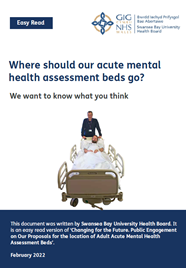 Easy Read
GIG
CYMRU
NHS
WALES
Bwrdd Iechyd Prifysgol
Bae Abertawe
Swansea Bay University
Health Board
Where should our acute mental
health assessment beds go?
We want to know what you think
This document was written by Swansea Bay University Health Board. It
is an easy read version of 'Changing for the Future. Public Engagement
on Our Proposals for the location of Adult Acute Mental Health
Assessment Beds'.
February 2022